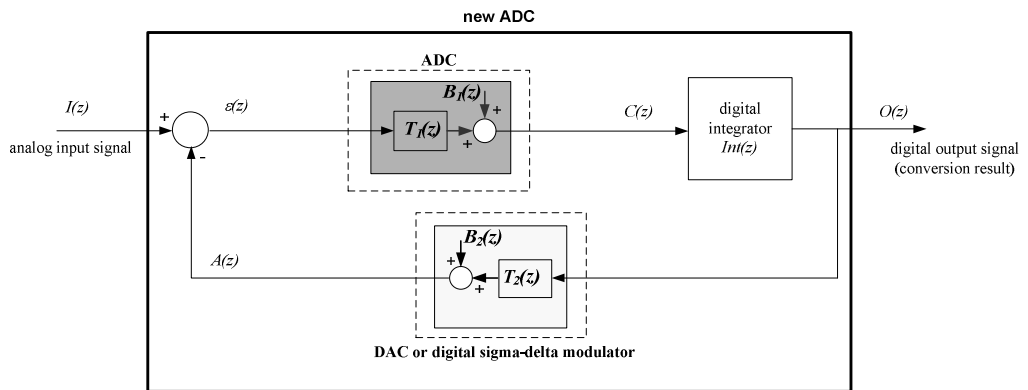 new ADC
ADC
I(z)
+
ε(z)
B₁(z)
+
T₁(z)
+
C(z)
digital
integrator
Int(z)
O(z)
analog input signal
-
digital output signal
(conversion result)
A(z)
B₂(z)
+
+
T₂(z)
DAC or digital sigma-delta modulator